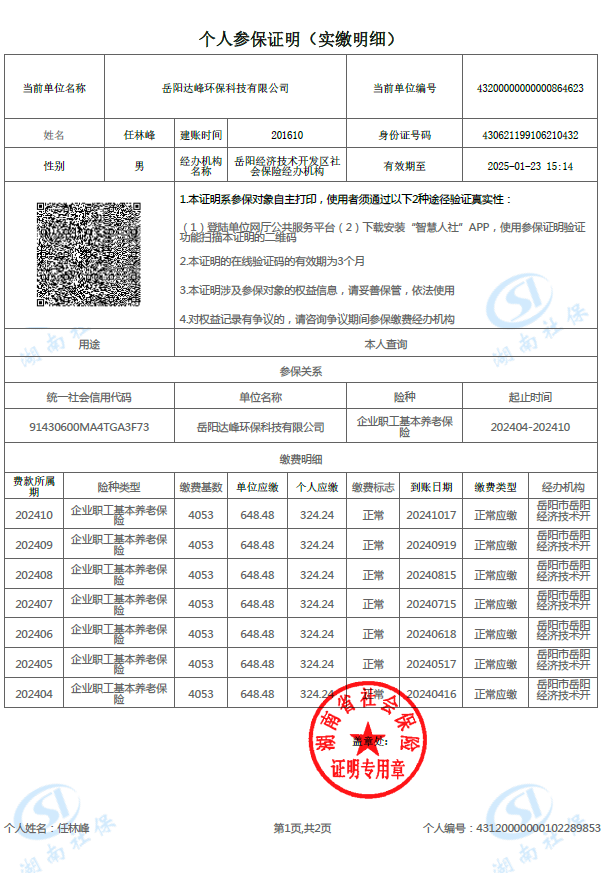 个人参保证明（实缴明细）
当前单位名称 岳阳达峰环保科技有限公司 当前单位编号 43200000000000864623
姓名 任林峰 建账时间 201610 身份证号码 430621199106210432
性别 男 经办机构名称 岳阳经济技术开发区社会保险经办机构 有效期至 2025-01-23 15:14
1.本证明系参保对象自主打印，使用者须通过以下2种途径验证真实性：
（1）登陆单位网厅公共服务平台（2）下载安装“智慧人社”APP，使用参保证明验证
功能扫描本证明的二维码
2.本证明的在线验证码的有效期为3个月
3.本证明涉及参保对象的权益信息，请妥善保管，依法使用
4.对权益记录有争议的，请咨询争议期间参保缴费经办机构
用途 本人查询
参保关系
统一社会信用代码 单位名称 险种 起止时间
91430600MA4TGA3F73 岳阳达峰环保科技有限公司 企业职工基本养老保险 202404-202410
缴费明细
费款所属期 险种类型 缴费基数 单位应缴 个人应缴 缴费标志 到账日期 缴费类型 经办机构
202410 企业职工基本养老保险 4053 648.48 324.24 正常 20241017 正常应缴 岳阳市岳阳经济技术开
202409 企业职工基本养老保险 4053 648.48 324.24 正常 20240919 正常应缴 岳阳市岳阳经济技术开
202408 企业职工基本养老保险 4053 648.48 324.24 正常 20240815 正常应缴 岳阳市岳阳经济技术开
202407 企业职工基本养老保险 4053 648.48 324.24 正常 20240715 正常应缴 岳阳市岳阳经济技术开
202406 企业职工基本养老保险 4053 648.48 324.24 正常 20240618 正常应缴 岳阳市岳阳经济技术开
202405 企业职工基本养老保险 4053 648.48 324.24 正常 20240517 正常应缴 岳阳市岳阳经济技术开
202404 企业职工基本养老保险 4053 648.48 324.24 正常 20240416 正常应缴 岳阳市岳阳经济技术开
湖南省社会保险
盖章处：
证明专用章
个人姓名：任林峰 第1页,共2页 个人编号：43120000000102289853
SI
湖南社保
SI
湖南社保
SI
湖南社保
湖南社保